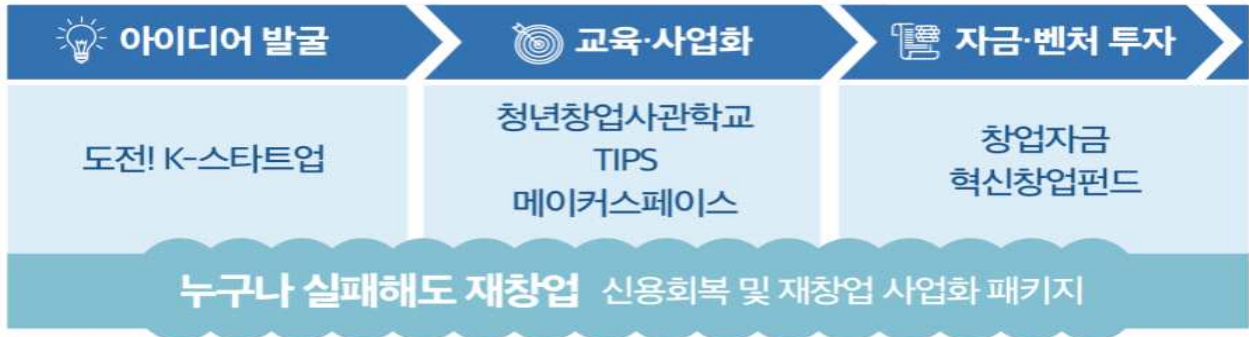 아이디어 발굴
교육·사업화
자금·벤처 투자
도전! K-스타트업
청년창업사관학교
TIPS
메이커스페이스
창업자금
혁신창업펀드
누구나 실패해도 재창업 신용회복 및 재창업 사업화 패키지